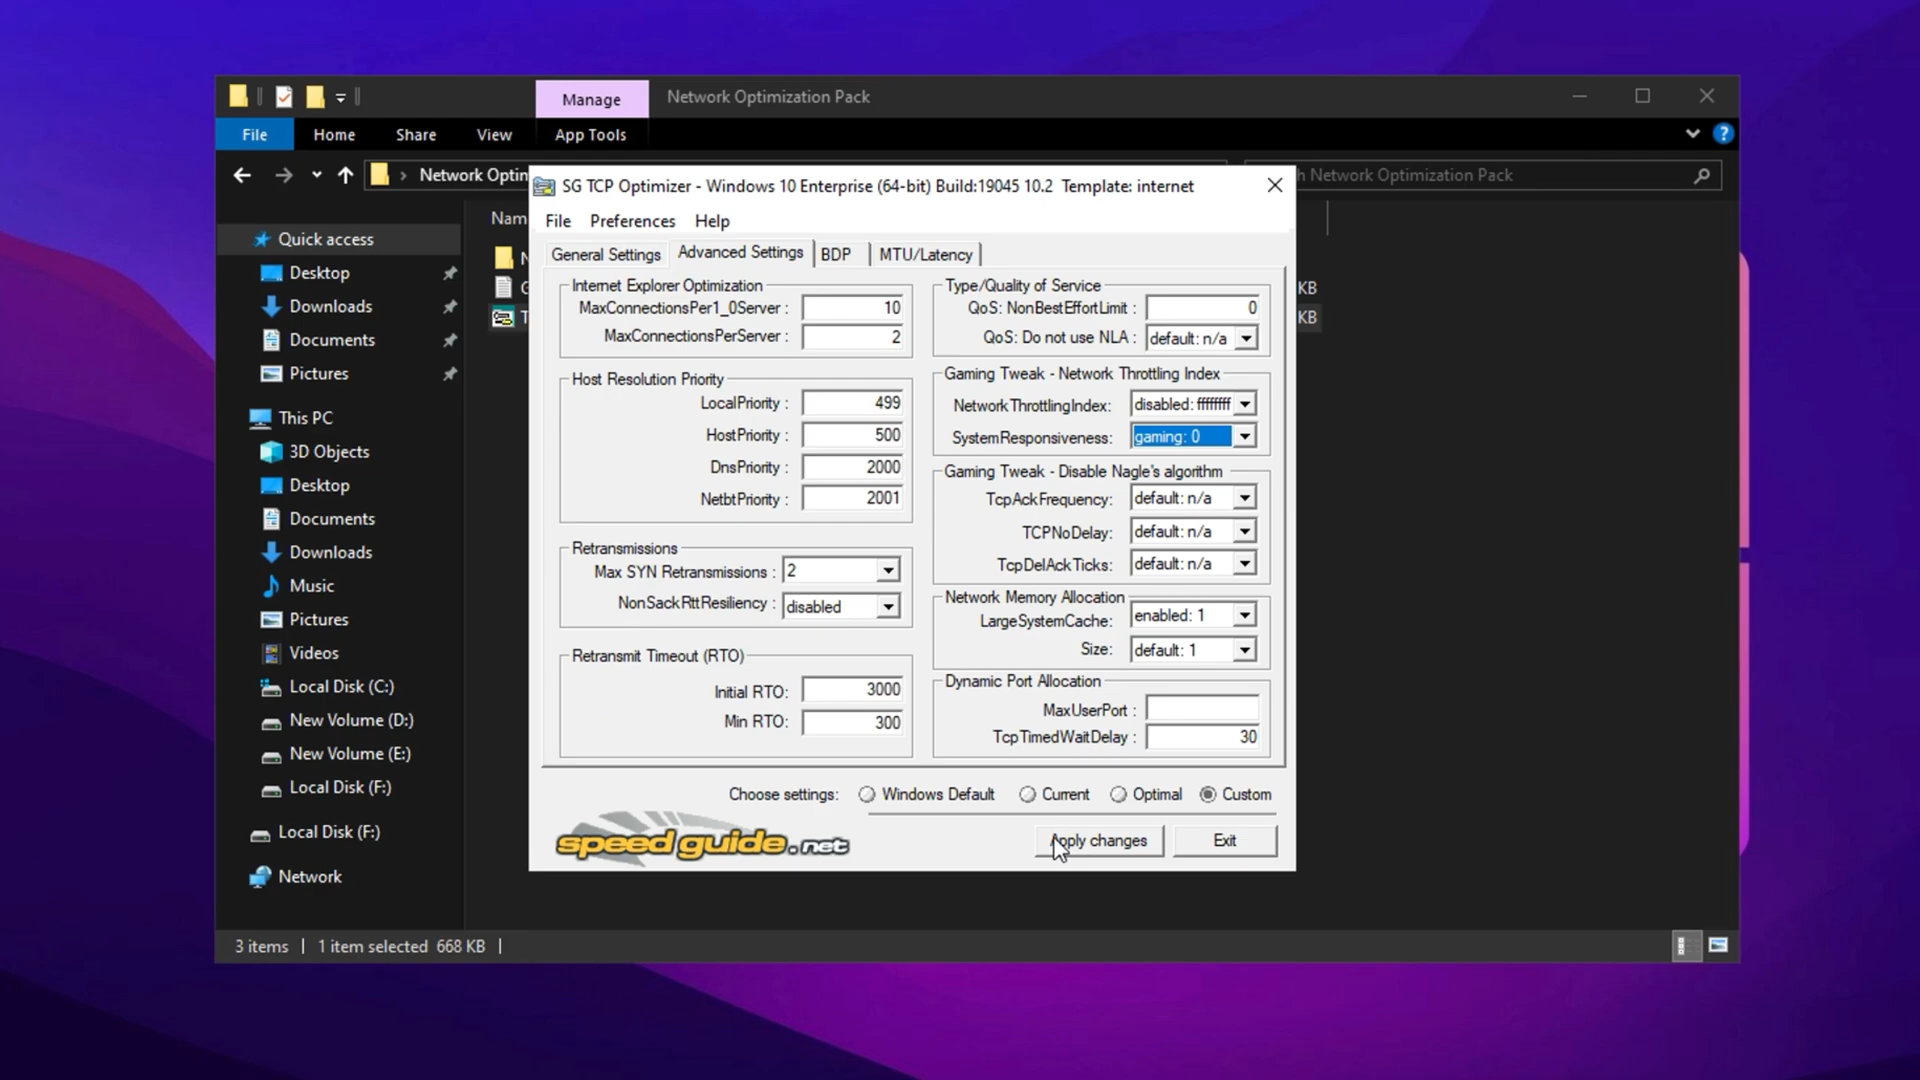 Manage
Network Optimization Pack
File
Home
Share
View
App Tools
Network Optin
h Network Optimization Pack
Nam
Quick access
Desktop
Downloads
Documents
Pictures
This PC
3D Objects
Desktop
Documents
Downloads
Music
Pictures
Videos
Local Disk (C:)
New Volume (D:)
New Volume (E:)
Local Disk (F:)
Local Disk (F:)
Network
N
G
T
KB
KB
3 items
1 item selected 668 KB
SG TCP Optimizer - Windows 10 Enterprise (64-bit) Build:19045 10.2 Template: internet
File
Preferences
Help
General Settings
Advanced Settings
BDP
MTU/Latency
Internet Explorer Optimization
MaxConnectionsPer1_0Server : 10
MaxConnectionsPerServer : 2
Host Resolution Priority
LocalPriority : 499
HostPriority : 500
DnsPriority : 2000
NetbtPriority : 2001
Retransmissions
Max SYN Retransmissions : 2
NonSackRttResiliency : disabled
Retransmit Timeout (RTO)
Initial RTO: 3000
Min RTO: 300
Type/Quality of Service
QoS: NonBestEffortLimit : 0
QoS: Do not use NLA : default: n/a
Gaming Tweak - Network Throttling Index
NetworkThrottlingIndex: disabled: ffffffff
SystemResponsiveness: gaming: 0
Gaming Tweak - Disable Nagle's algorithm
TcpAckFrequency: default: n/a
TCPNoDelay: default: n/a
TcpDelAckTicks: default: n/a
Network Memory Allocation
LargeSystemCache: enabled: 1
Size: default: 1
Dynamic Port Allocation
MaxUserPort :
TcpTimedWaitDelay : 30
Choose settings:
Windows Default
Current
Optimal
Custom
speedguide.net
Apply changes
Exit